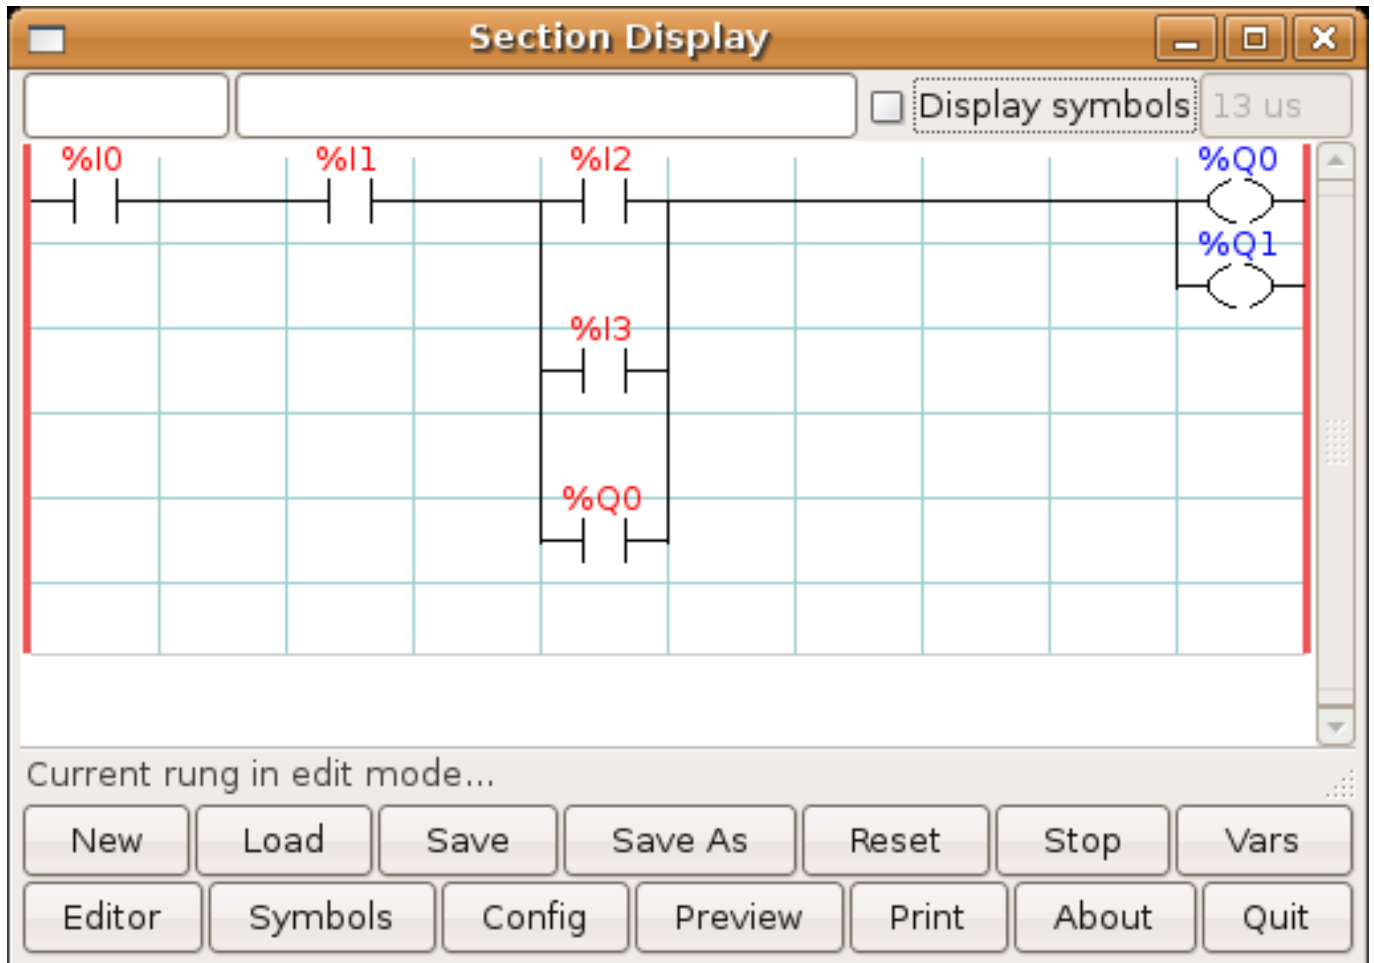 Section Display
Display symbols 13 us
%I0 %I1 %I2 %Q0
%Q1
%I3
%Q0
Current rung in edit mode...
New Load Save Save As Reset Stop Vars
Editor Symbols Config Preview Print About Quit